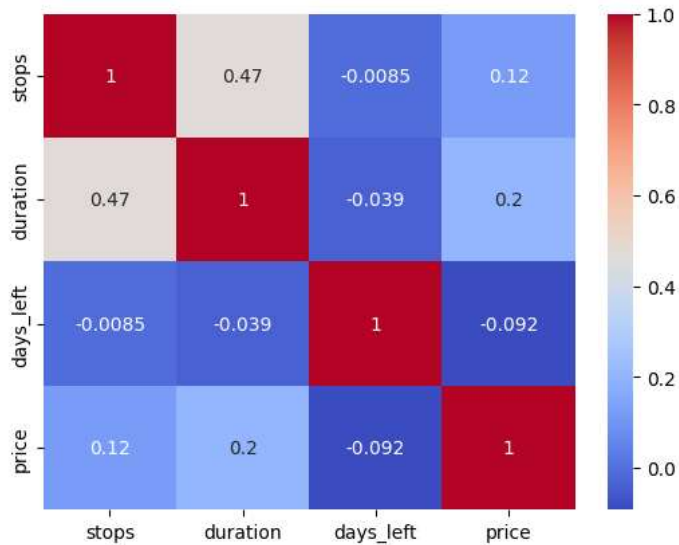 stops 1 0.47 -0.0085 0.12
duration 0.47 1 -0.039 0.2
days_left -0.0085 -0.039 1 -0.092
price 0.12 0.2 -0.092 1
stops duration days_left price
1.0
0.8
0.6
0.4
0.2
0.0